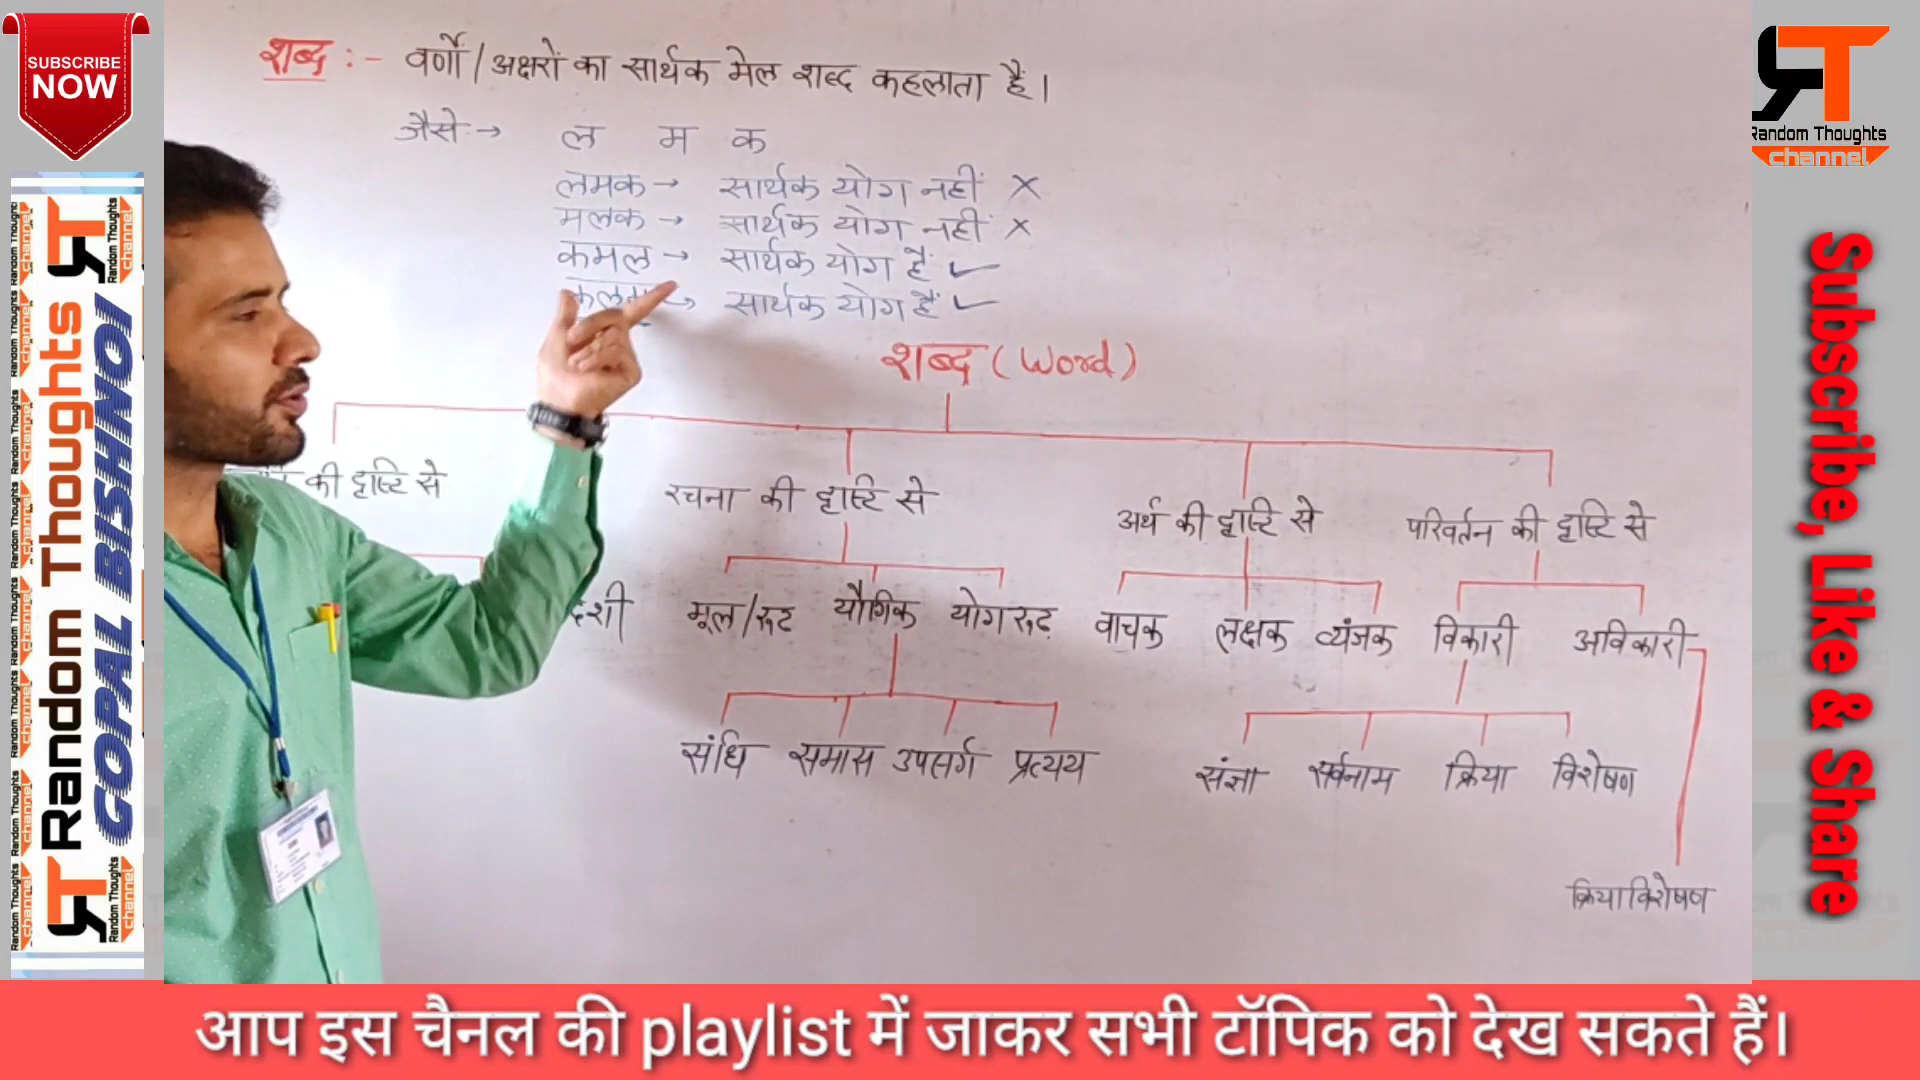 SUBSCRIBE
NOW
शब्द :- वर्णों/अक्षरों का सार्थक मेल शब्द कहलाता है।
जैसे → ल म क
लमक → सार्थक योग नहीं ×
मलक → सार्थक योग नहीं ×
कमल → सार्थक योग है ✓
कलम → सार्थक योग है ✓
शब्द (Word)
की दृष्टि से रचना की दृष्टि से अर्थ की दृष्टि से परिवर्तन की दृष्टि से
मूल/रूढ यौगिक योगरूढ़ वाचक लक्षक व्यंजक विकारी अविकारी
संधि समास उपसर्ग प्रत्यय संज्ञा सर्वनाम क्रिया विशेषण
क्रियाविशेषण
RT
Random Thoughts
channel
Random Thoughts
GOPAL BISHNOI
Subscribe, Like & Share
आप इस चैनल की playlist में जाकर सभी टॉपिक को देख सकते हैं।